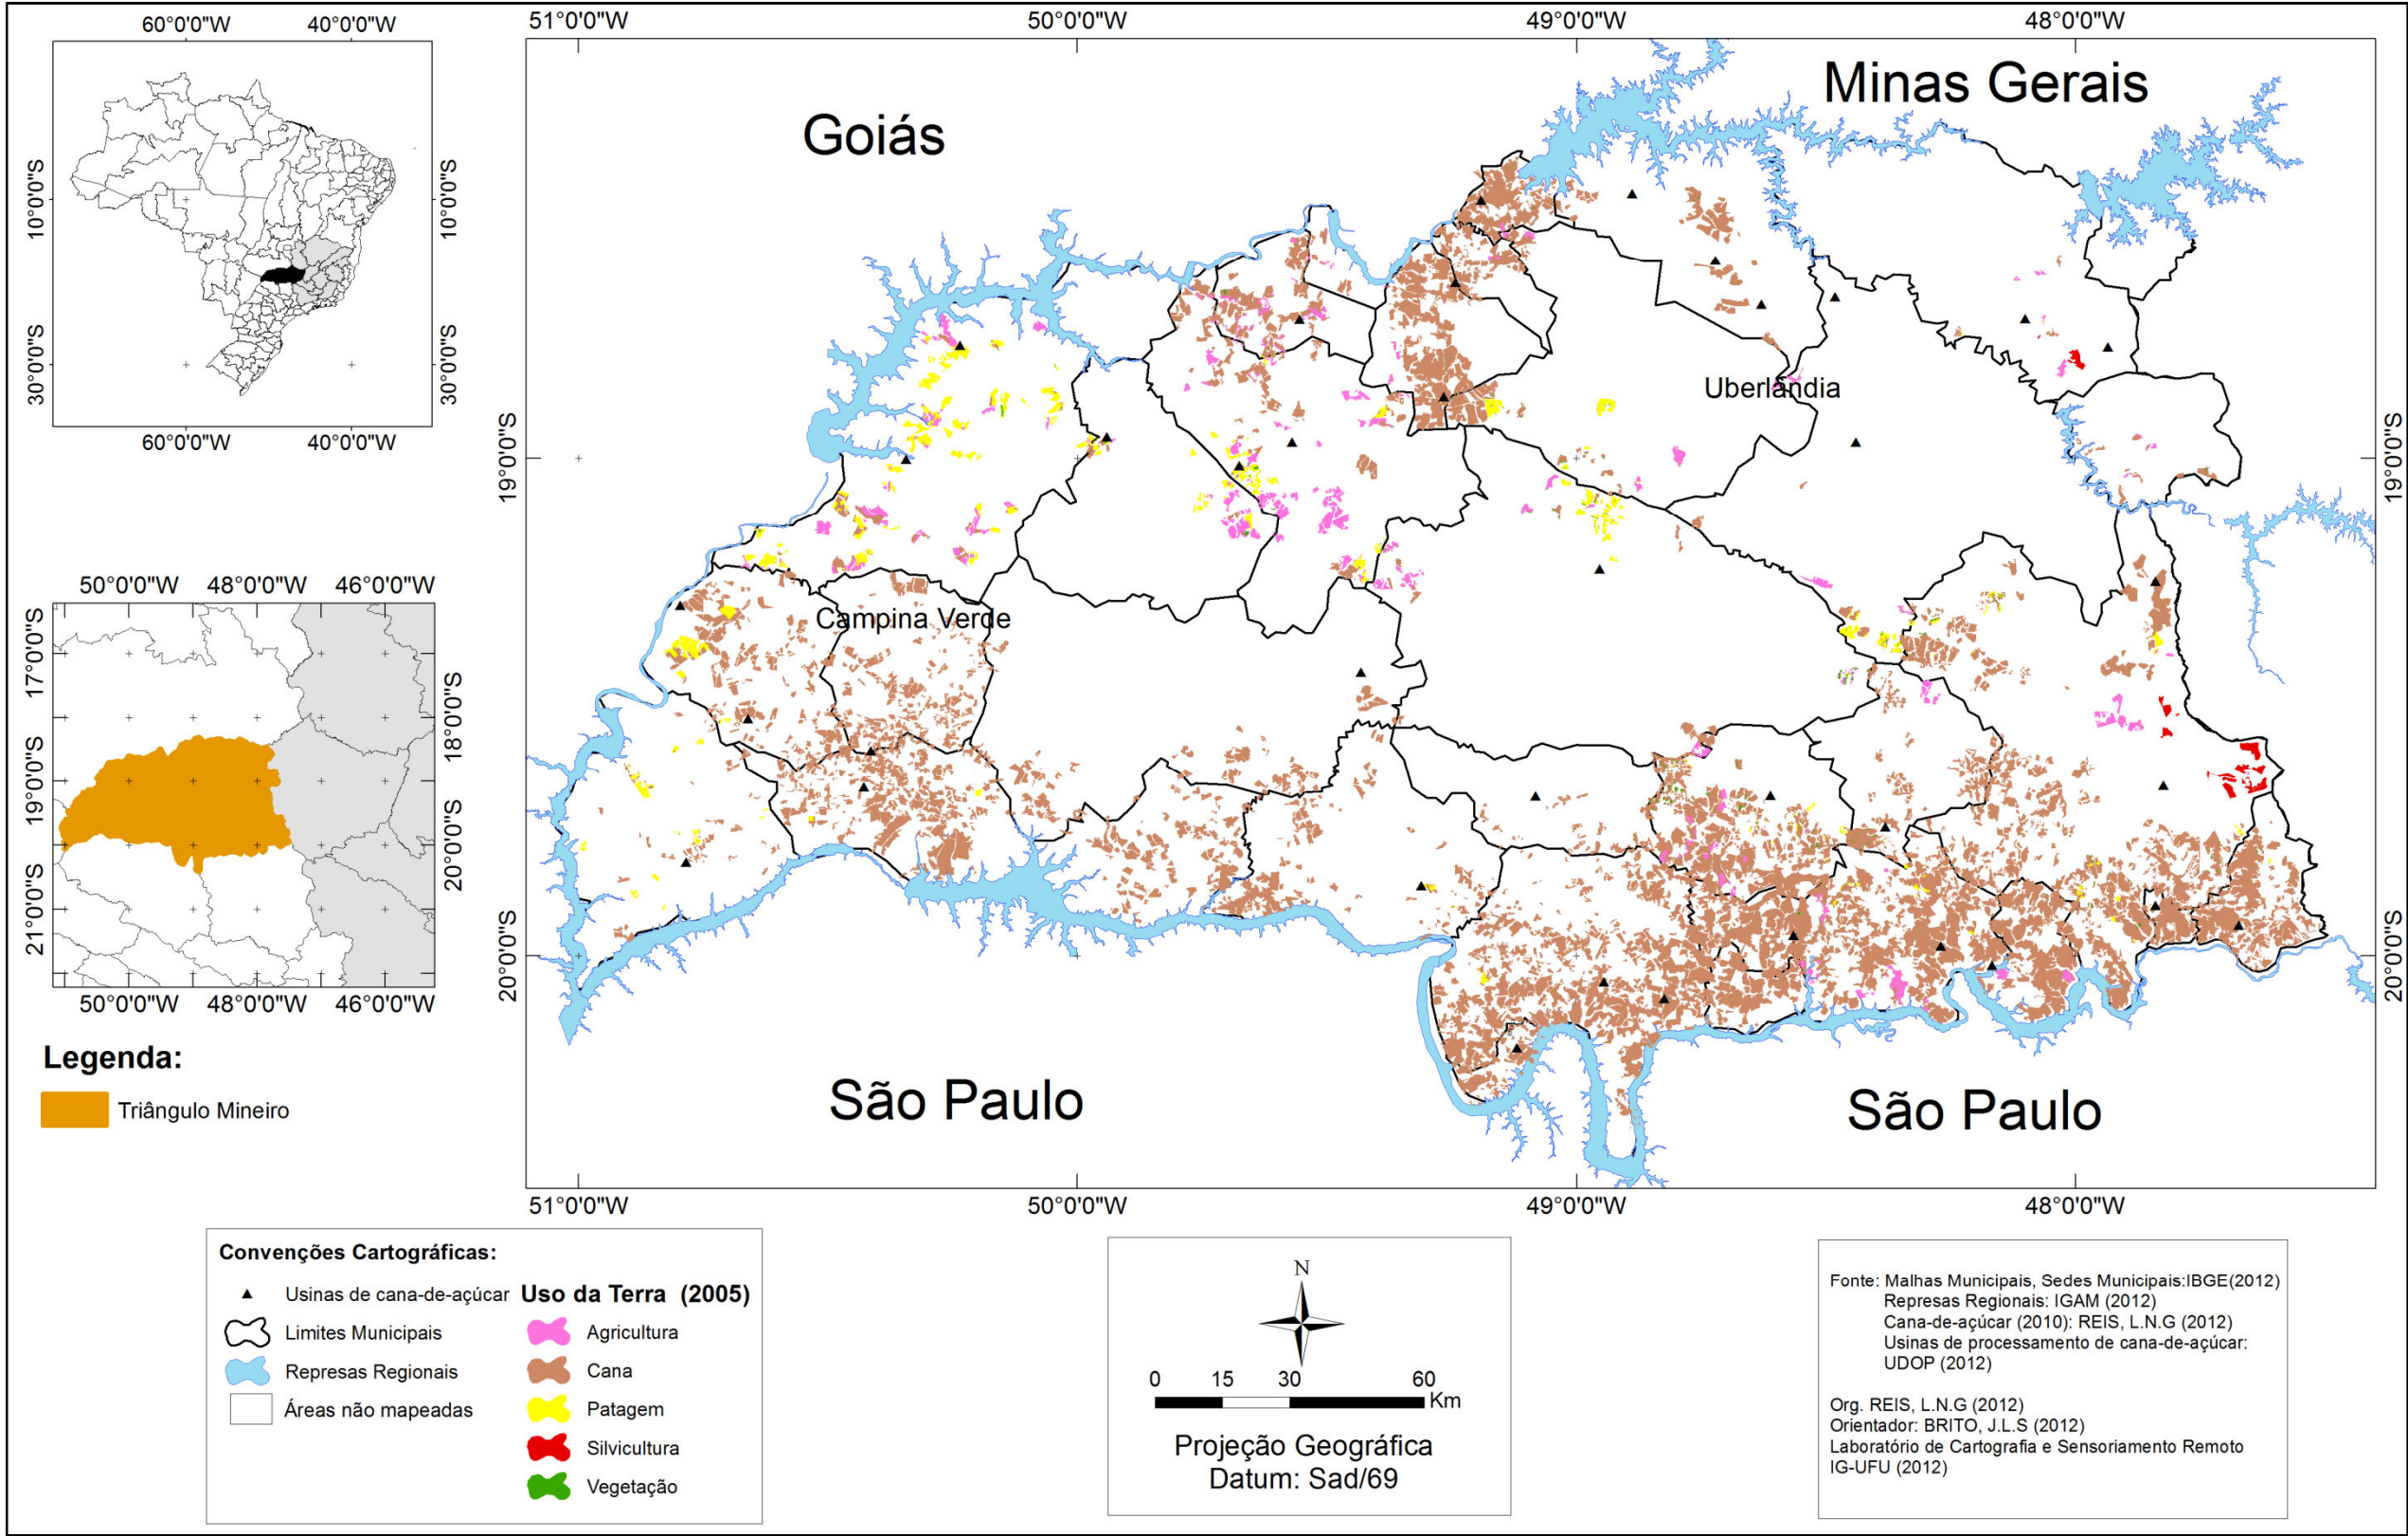 60°0'0"W 40°0'0"W
10°0'0"S 10°0'0"S
30°0'0"S 30°0'0"S
60°0'0"W 40°0'0"W
50°0'0"W 48°0'0"W 46°0'0"W
17°0'0"S
18°0'0"S
19°0'0"S
20°0'0"S
21°0'0"S
50°0'0"W 48°0'0"W 46°0'0"W
Legenda:
Triângulo Mineiro
51°0'0"W 50°0'0"W 49°0'0"W 48°0'0"W
Minas Gerais
Goiás
Uberlândia
19°0'0"S 19°0'0"S
Campina Verde
20°0'0"S 20°0'0"S
São Paulo
São Paulo
51°0'0"W 50°0'0"W 49°0'0"W 48°0'0"W
Convenções Cartográficas:
Usinas de cana-de-açúcar
Limites Municipais
Represas Regionais
Áreas não mapeadas
Uso da Terra (2005)
Agricultura
Cana
Patagem
Silvicultura
Vegetação
N
0 15 30 60
Km
Projeção Geográfica
Datum: Sad/69
Fonte: Malhas Municipais, Sedes Municipais:IBGE(2012)
Represas Regionais: IGAM (2012)
Cana-de-açúcar (2010): REIS, L.N.G (2012)
Usinas de processamento de cana-de-açúcar:
UDOP (2012)
Org. REIS, L.N.G (2012)
Orientador: BRITO, J.L.S (2012)
Laboratório de Cartografia e Sensoriamento Remoto
IG-UFU (2012)